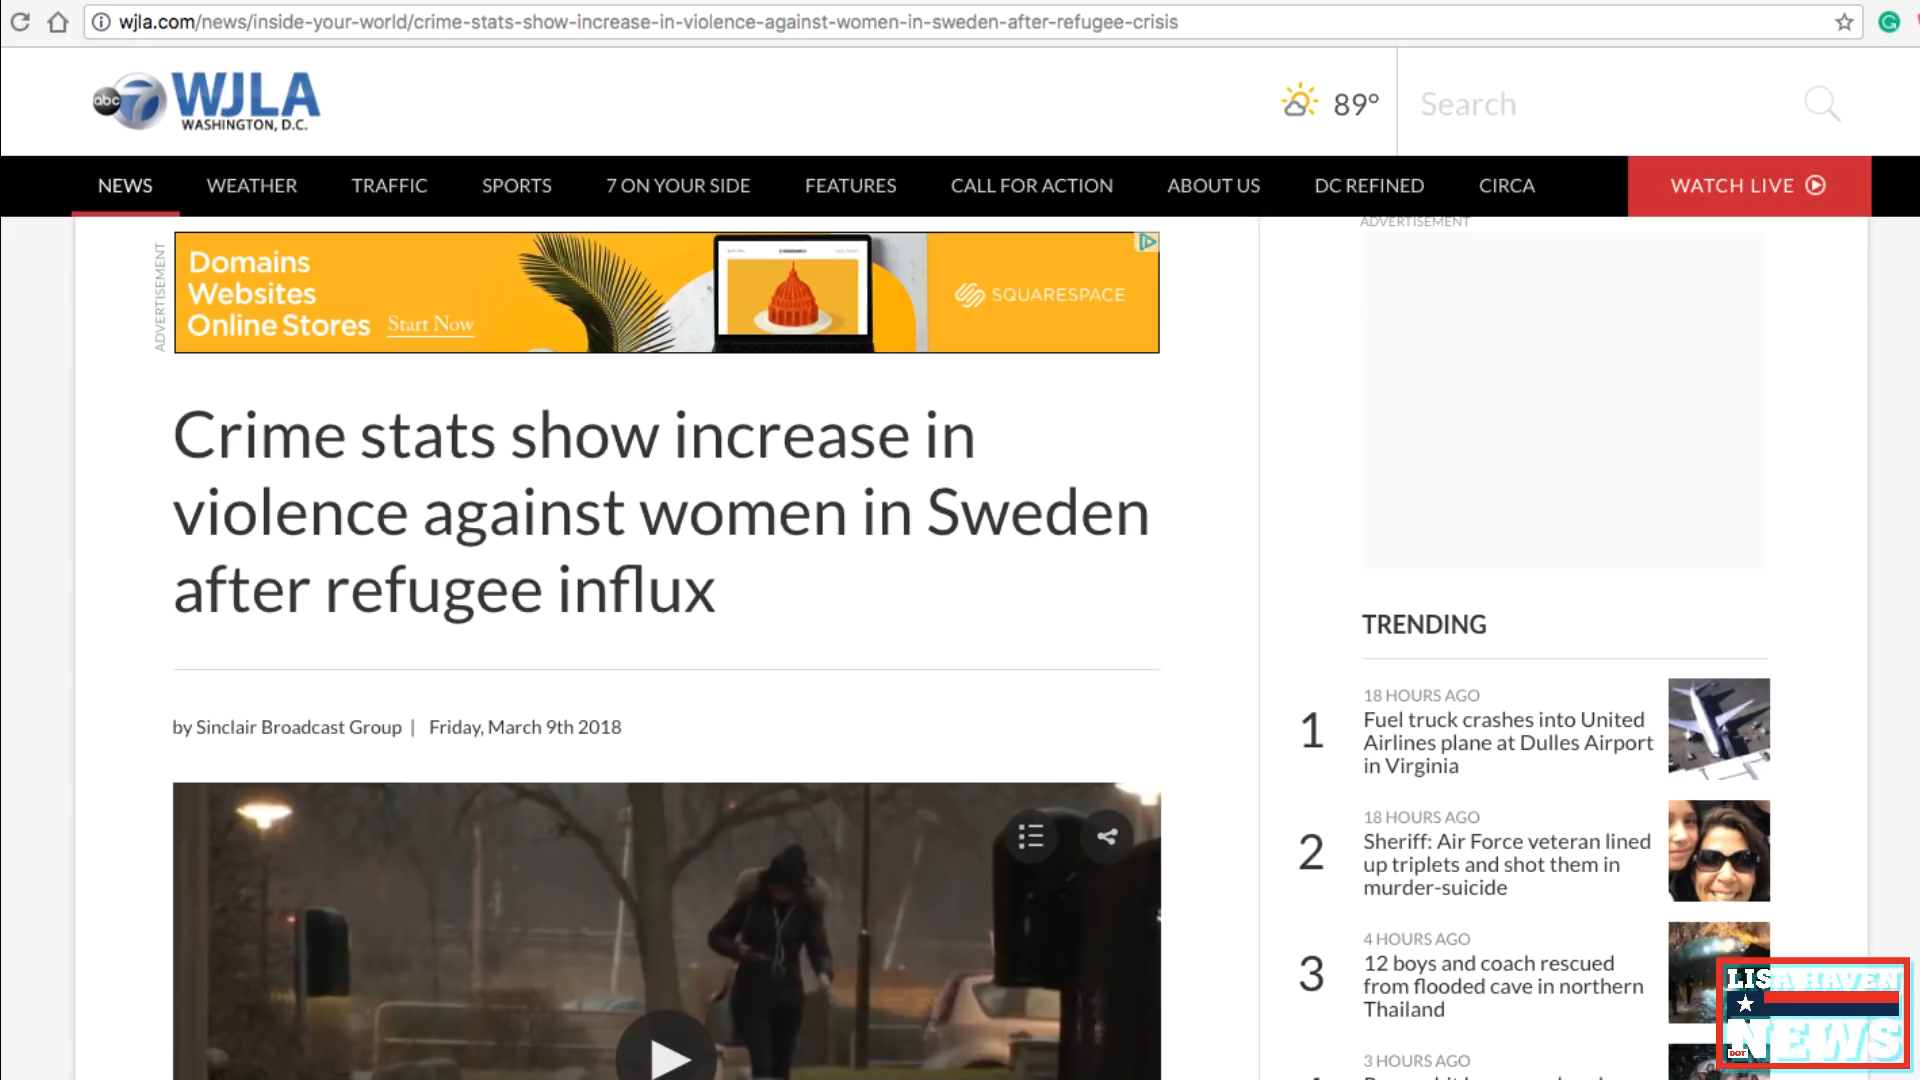 wjla.com/news/inside-your-world/crime-stats-show-increase-in-violence-against-women-in-sweden-after-refugee-crisis
abc 7 WJLA
WASHINGTON, D.C.
89°
Search
NEWS
WEATHER
TRAFFIC
SPORTS
7 ON YOUR SIDE
FEATURES
CALL FOR ACTION
ABOUT US
DC REFINED
CIRCA
WATCH LIVE
ADVERTISEMENT
Domains
Websites
Online Stores Start Now
SQUARESPACE
ADVERTISEMENT
Crime stats show increase in
violence against women in Sweden
after refugee influx
by Sinclair Broadcast Group | Friday, March 9th 2018
TRENDING
1
18 HOURS AGO
Fuel truck crashes into United
Airlines plane at Dulles Airport
in Virginia
2
18 HOURS AGO
Sheriff: Air Force veteran lined
up triplets and shot them in
murder-suicide
3
4 HOURS AGO
12 boys and coach rescued
from flooded cave in northern
Thailand
3 HOURS AGO
LISA HAVEN
DOT
NEWS